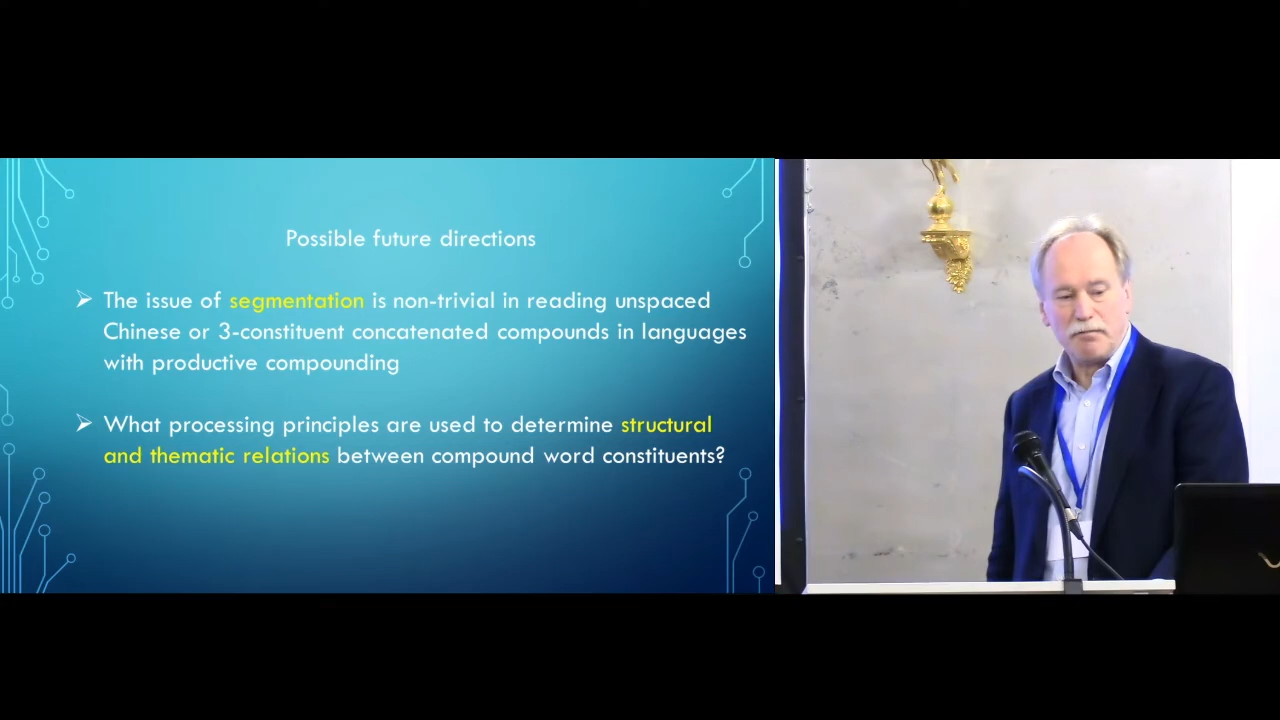 Possible future directions
The issue of segmentation is non-trivial in reading unspaced
Chinese or 3-constituent concatenated compounds in languages
with productive compounding
What processing principles are used to determine structural
and thematic relations between compound word constituents?